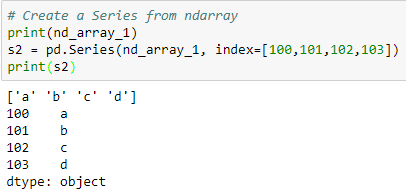 # Create a Series from ndarray
print(nd_array_1)
s2 = pd.Series(nd_array_1, index=[100,101,102,103])
print(s2)
['a' 'b' 'c' 'd']
100    a
101    b
102    c
103    d
dtype: object